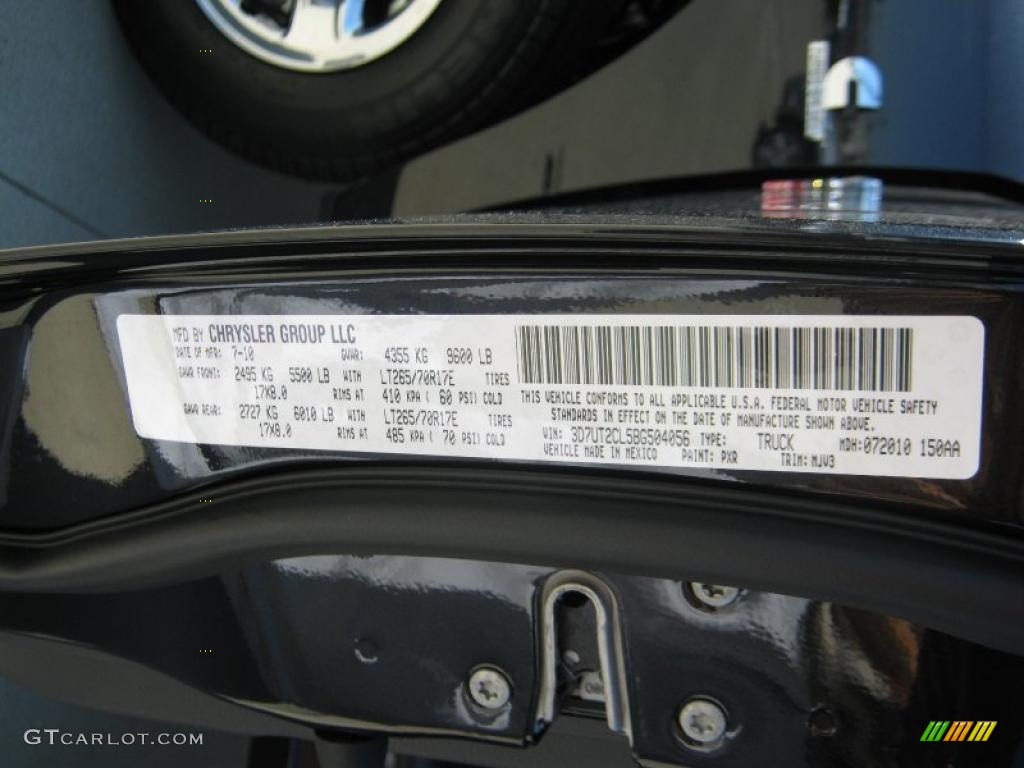 MFD BY CHRYSLER GROUP LLC
DATE OF MFR: 7-10 GVWR: 4355 KG 9600 LB
GAWR FRONT: 2495 KG 5500 LB WITH LT265/70R17E TIRES
17X8.0 RIMS AT 410 KPA ( 60 PSI) COLD
GAWR REAR: 2727 KG 6010 LB WITH LT265/70R17E TIRES
17X8.0 RIMS AT 485 KPA ( 70 PSI) COLD
THIS VEHICLE CONFORMS TO ALL APPLICABLE U.S.A. FEDERAL MOTOR VEHICLE SAFETY
STANDARDS IN EFFECT ON THE DATE OF MANUFACTURE SHOWN ABOVE.
VIN: 3D7UT2CL5BG504056 TYPE: TRUCK MDH:072010 150AA
VEHICLE MADE IN MEXICO PAINT: PXR TRIM: MJW3
GTCARLOT.COM